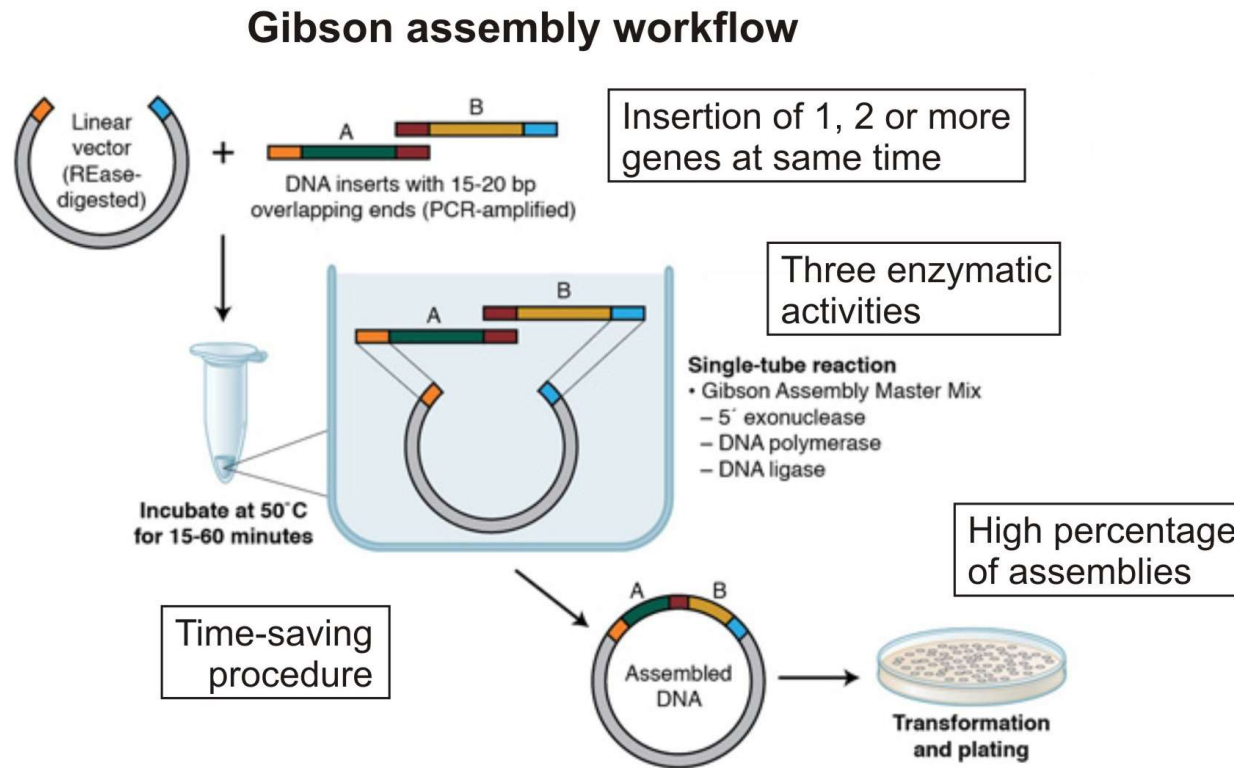 Gibson assembly workflow
Linear
vector
(REase-
digested)
+
A
B
DNA inserts with 15-20 bp
overlapping ends (PCR-amplified)
Insertion of 1, 2 or more
genes at same time
Three enzymatic
activities
A
B
Single-tube reaction
• Gibson Assembly Master Mix
– 5´ exonuclease
– DNA polymerase
– DNA ligase
Incubate at 50˚C
for 15-60 minutes
High percentage
of assemblies
Time-saving
procedure
A
B
Assembled
DNA
Transformation
and plating